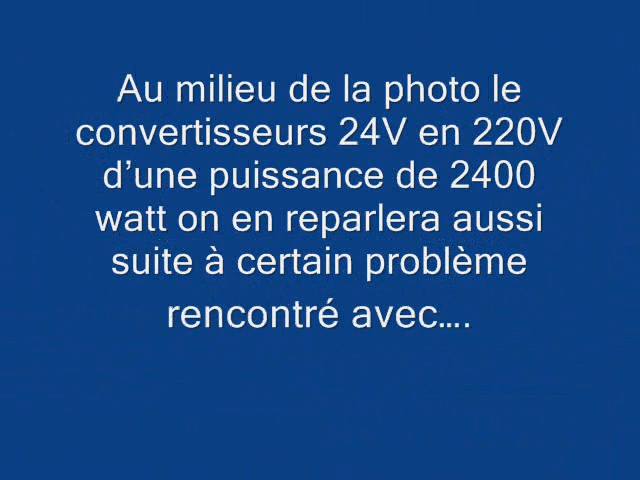 Au milieu de la photo le
convertisseurs 24V en 220V
d’une puissance de 2400
watt on en reparlera aussi
suite à certain problème
rencontré avec….